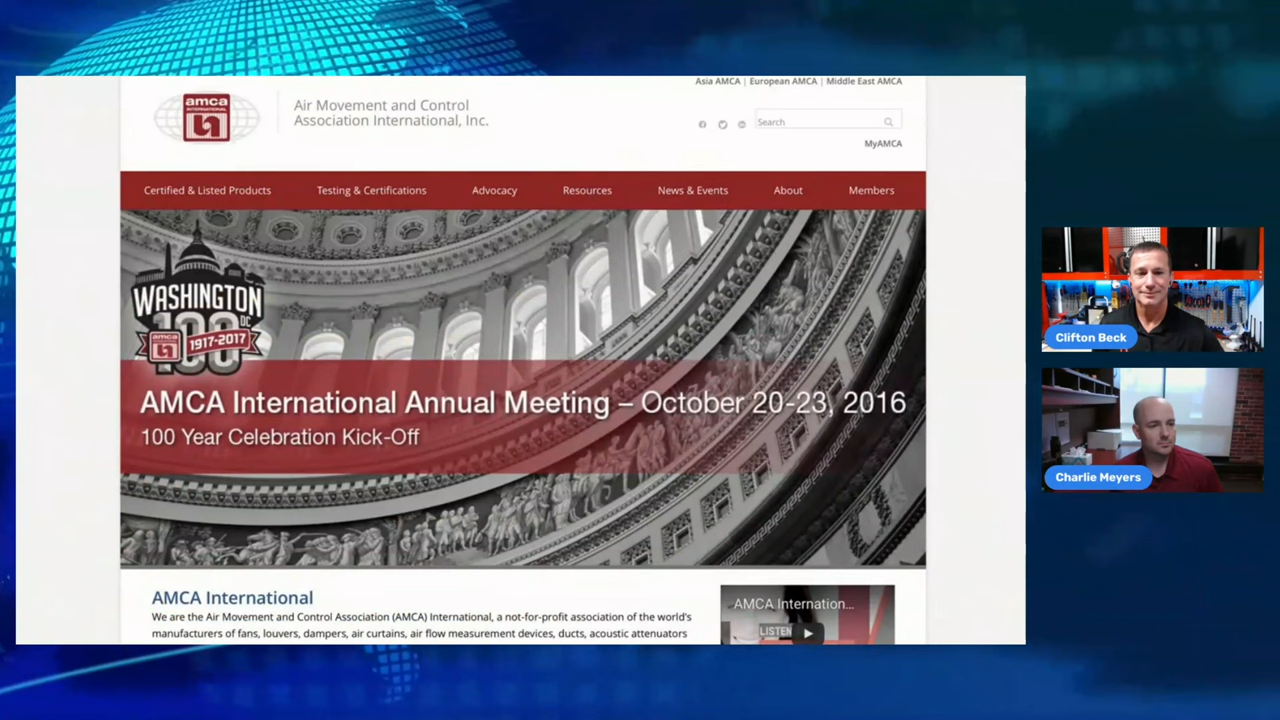 Asia AMCA | European AMCA | Middle East AMCA
amca
INTERNATIONAL
Air Movement and Control
Association International, Inc.
Search
MyAMCA
Certified & Listed Products
Testing & Certifications
Advocacy
Resources
News & Events
About
Members
WASHINGTON
DC
100
amca
1917-2017
AMCA International Annual Meeting – October 20-23, 2016
100 Year Celebration Kick-Off
AMCA International
We are the Air Movement and Control Association (AMCA) International, a not-for-profit association of the world's
manufacturers of fans, louvers, dampers, air curtains, air flow measurement devices, ducts, acoustic attenuators
AMCA Internation...
LISTEN
Clifton Beck
Charlie Meyers